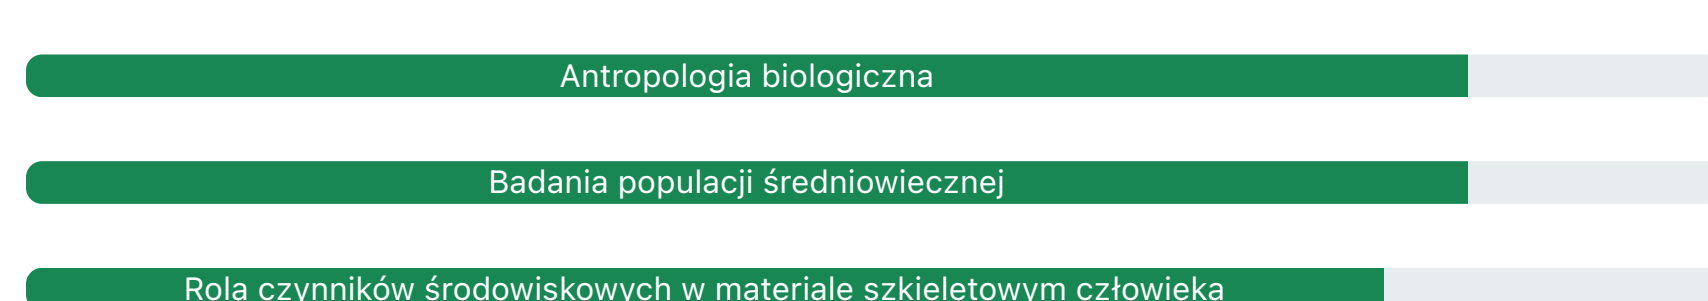 Antropologia biologiczna
Badania populacji średniowiecznej
Rola czynników środowiskowych w materiale szkieletowym człowieka